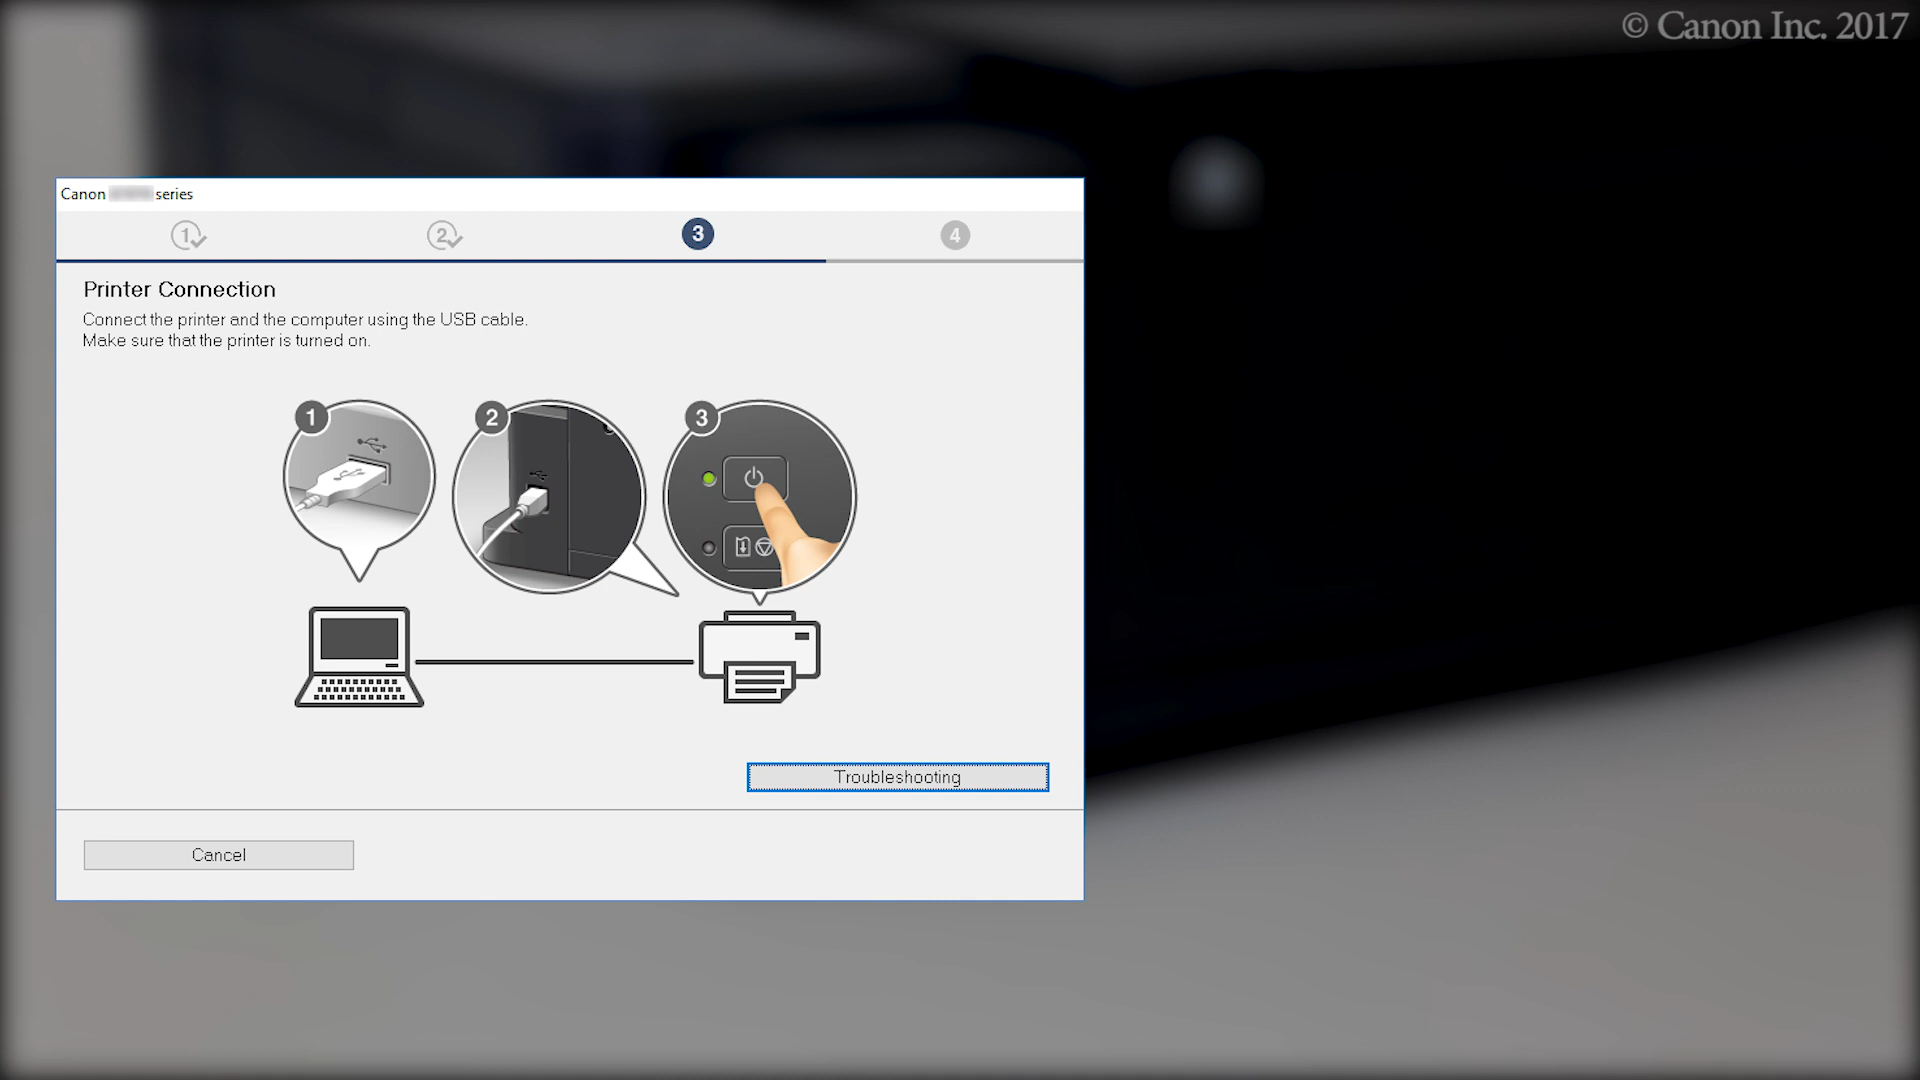 © Canon Inc. 2017
Canon series
1 2 3 4
Printer Connection
Connect the printer and the computer using the USB cable.
Make sure that the printer is turned on.
1 2 3
Troubleshooting
Cancel